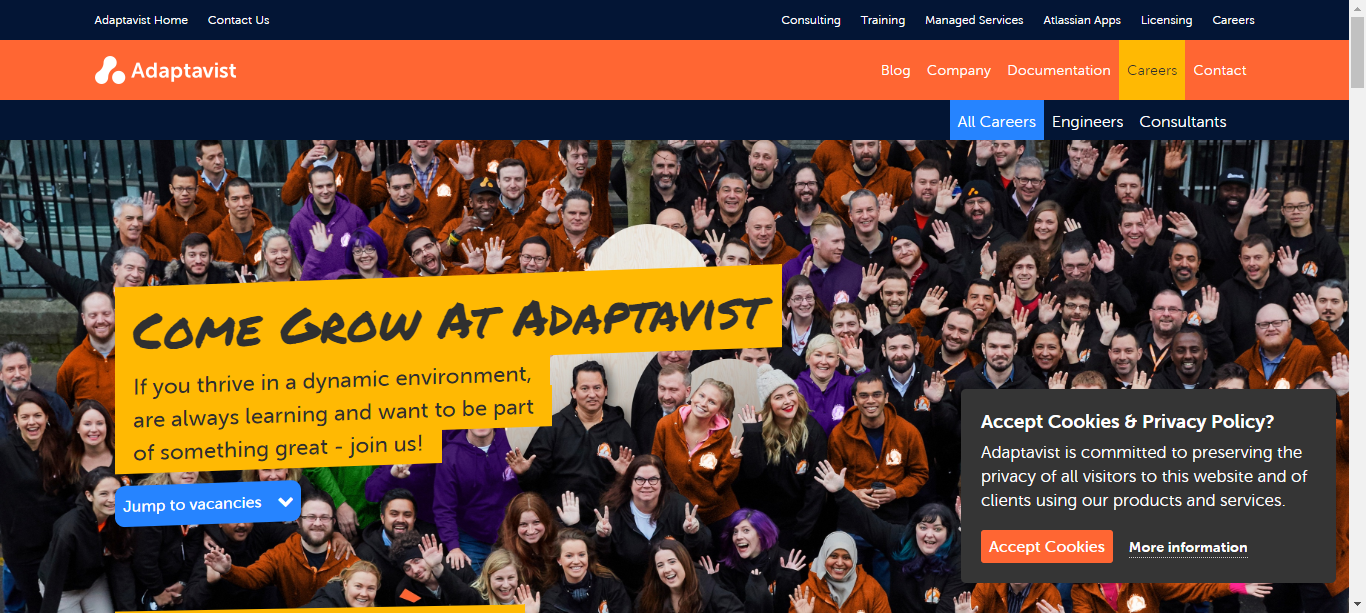 Adaptavist Home Contact Us Consulting Training Managed Services Atlassian Apps Licensing Careers
Adaptavist Blog Company Documentation Careers Contact
All Careers Engineers Consultants
Come Grow At Adaptavist
If you thrive in a dynamic environment,
are always learning and want to be part
of something great - join us!
Jump to vacancies
Accept Cookies & Privacy Policy?
Adaptavist is committed to preserving the
privacy of all visitors to this website and of
clients using our products and services.
Accept Cookies More information